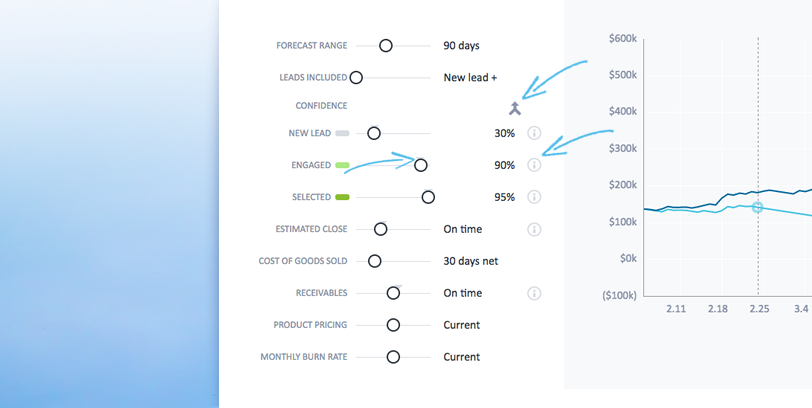 FORECAST RANGE 90 days
LEADS INCLUDED New lead +
CONFIDENCE
NEW LEAD 30%
ENGAGED 90%
SELECTED 95%
ESTIMATED CLOSE On time
COST OF GOODS SOLD 30 days net
RECEIVABLES On time
PRODUCT PRICING Current
MONTHLY BURN RATE Current
$600k
$500k
$400k
$300k
$200k
$100k
$0k
($100k)
2.11 2.18 2.25 3.4